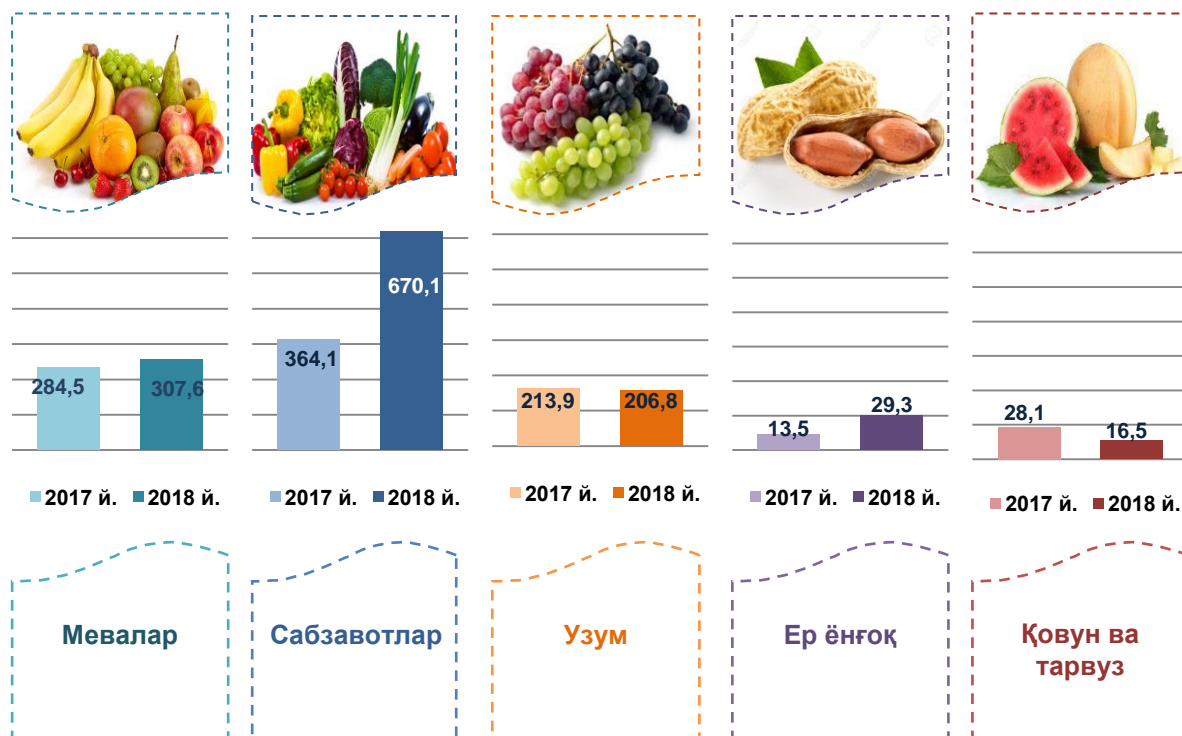 284,5
307,6
2017 й. 2018 й.
364,1
670,1
2017 й. 2018 й.
213,9
206,8
2017 й. 2018 й.
13,5
29,3
2017 й. 2018 й.
28,1
16,5
2017 й. 2018 й.
Мевалар
Сабзавотлар
Узум
Ер ёнғоқ
Қовун ва
тарвуз